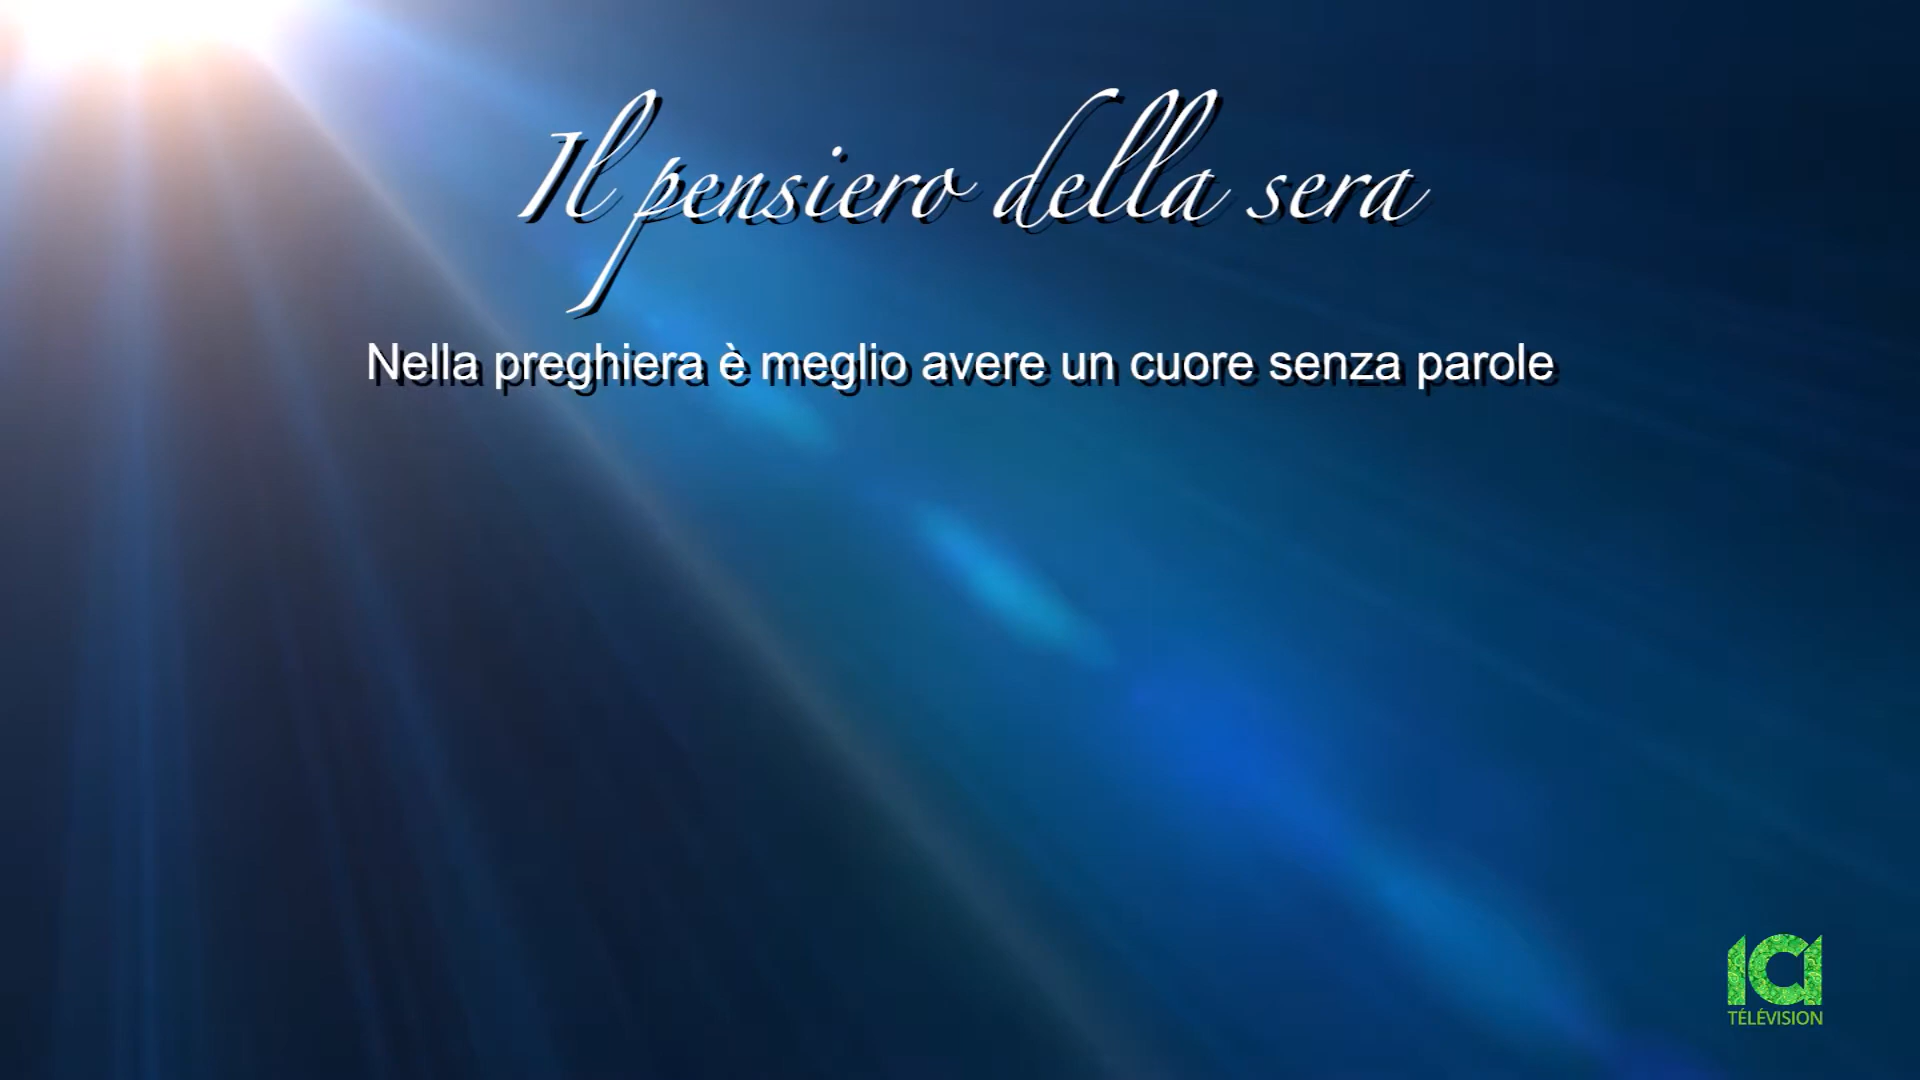 Il pensiero della sera
Nella preghiera è meglio avere un cuore senza parole
ICI
TÉLÉVISION